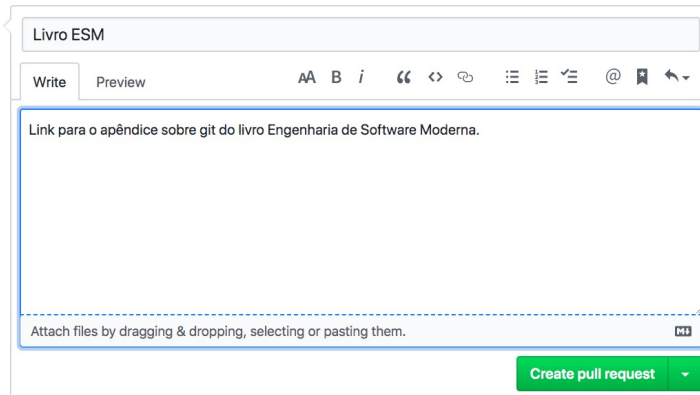 Livro ESM
Write Preview AA B i “ <> @
Link para o apêndice sobre git do livro Engenharia de Software Moderna.
Attach files by dragging & dropping, selecting or pasting them. M↓
Create pull request